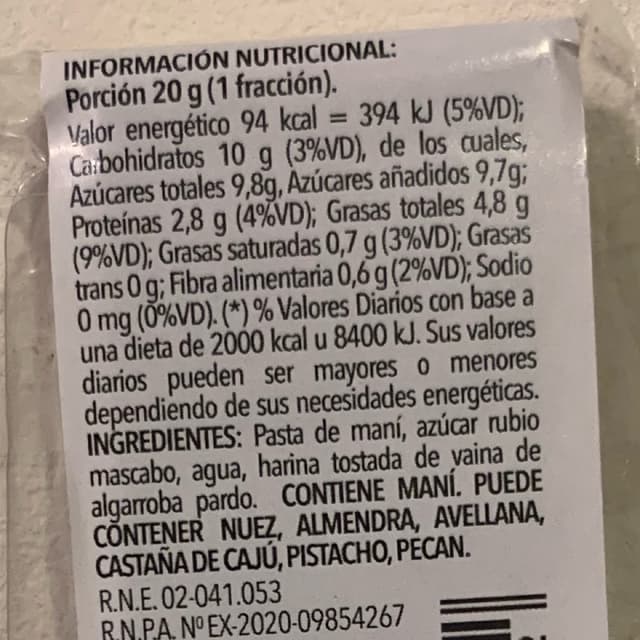 INFORMACIÓN NUTRICIONAL:
Porción 20 g (1 fracción).
Valor energético 94 kcal = 394 kJ (5%VD);
Carbohidratos 10 g (3%VD), de los cuales,
Azúcares totales 9,8g, Azúcares añadidos 9,7g;
Proteínas 2,8 g (4%VD); Grasas totales 4,8 g
(9%VD); Grasas saturadas 0,7 g (3%VD); Grasas
trans 0 g; Fibra alimentaria 0,6 g (2%VD); Sodio
0 mg (0%VD). (*) % Valores Diarios con base a
una dieta de 2000 kcal u 8400 kJ. Sus valores
diarios pueden ser mayores o menores
dependiendo de sus necesidades energéticas.
INGREDIENTES: Pasta de maní, azúcar rubio
mascabo, agua, harina tostada de vaina de
algarroba pardo. CONTIENE MANÍ. PUEDE
CONTENER NUEZ, ALMENDRA, AVELLANA,
CASTAÑA DE CAJÚ, PISTACHO, PECAN.
R.N.E. 02-041.053
R.N.P.A. Nº EX-2020-09854267